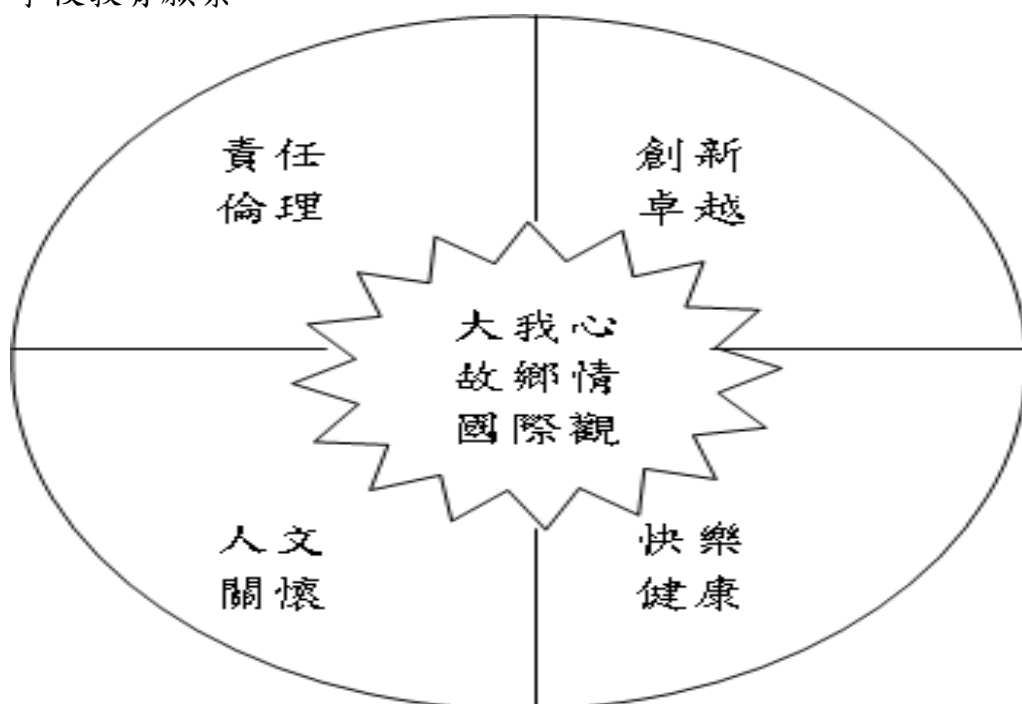 學校教育願景
責任
倫理
創新
卓越
大我心
故鄉情
國際觀
人文
關懷
快樂
健康